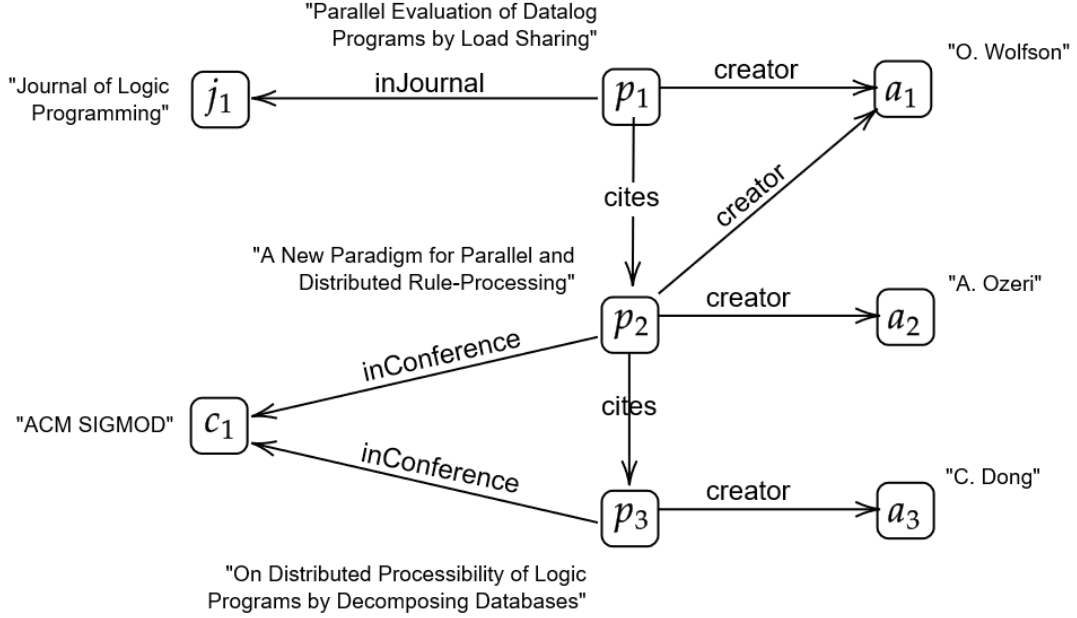 "Parallel Evaluation of Datalog
Programs by Load Sharing"
"O. Wolfson"
"Journal of Logic
Programming"
j1
inJournal
p1
creator
a1
cites
creator
"A New Paradigm for Parallel and
Distributed Rule-Processing"
"A. Ozeri"
p2
creator
a2
inConference
cites
"ACM SIGMOD"
c1
inConference
"C. Dong"
p3
creator
a3
"On Distributed Processibility of Logic
Programs by Decomposing Databases"